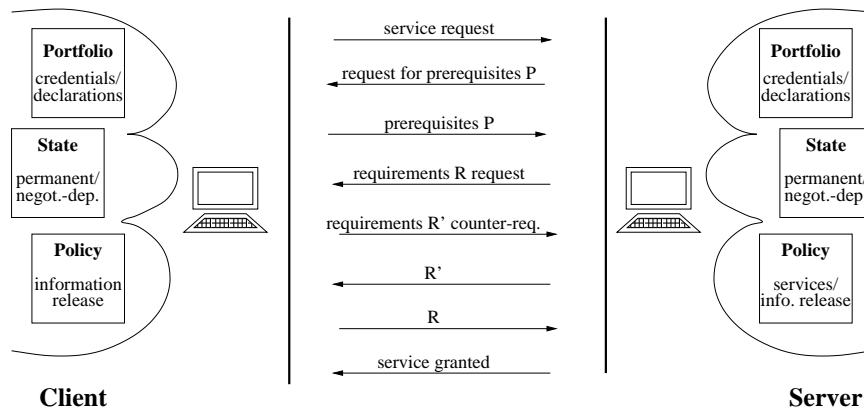 Portfolio
credentials/
declarations
State
permanent/
negot.-dep.
Policy
information
release
Client
service request
request for prerequisites P
prerequisites P
requirements R request
requirements R' counter-req.
R'
R
service granted
Portfolio
credentials/
declarations
State
permanent/
negot.-dep
Policy
services/
info. release
Server